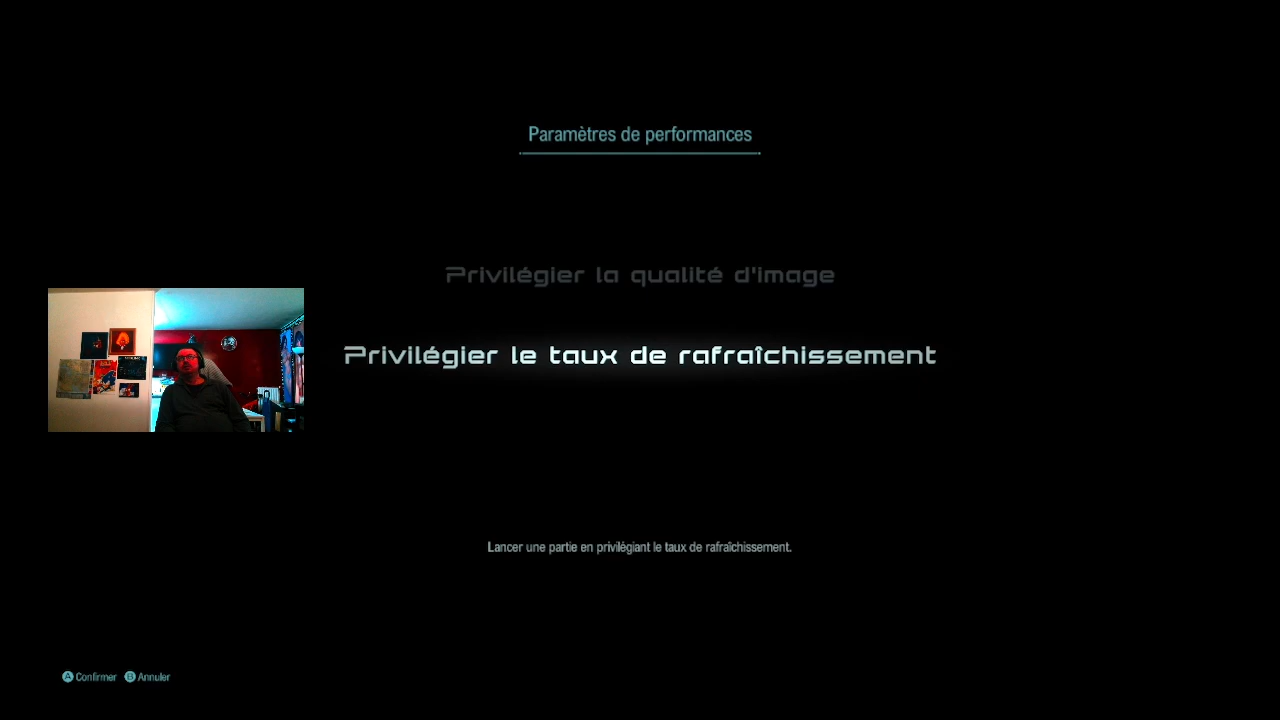 Paramètres de performances
Privilégier la qualité d'image
Privilégier le taux de rafraîchissement
Lancer une partie en privilégiant le taux de rafraîchissement.
A Confirmer B Annuler